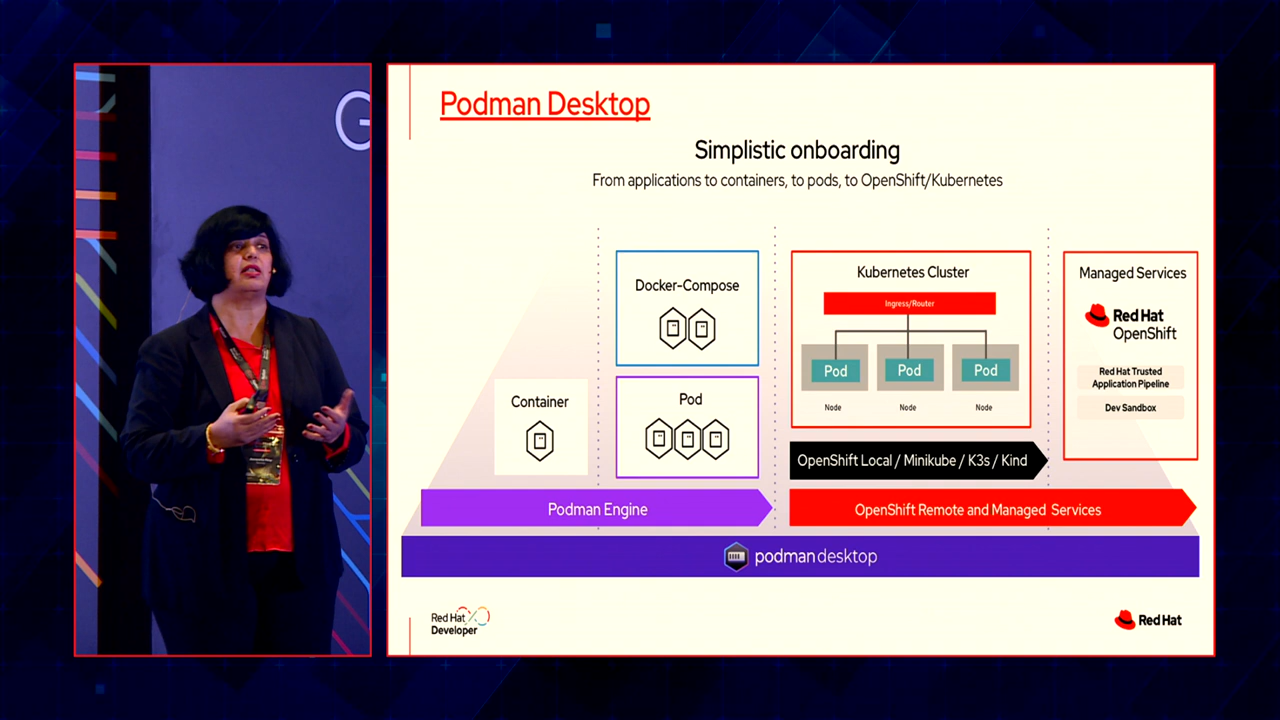 G
Podman Desktop
Simplistic onboarding
From applications to containers, to pods, to OpenShift/Kubernetes
Container
Docker-Compose
Pod
Kubernetes Cluster
Ingress/Router
Pod
Pod
Pod
Node
Node
Node
Managed Services
Red Hat
OpenShift
Red Hat Trusted
Application Pipeline
Dev Sandbox
OpenShift Local / Minikube / K3s / Kind
Podman Engine
OpenShift Remote and Managed Services
podman desktop
Red Hat
Developer
Red Hat